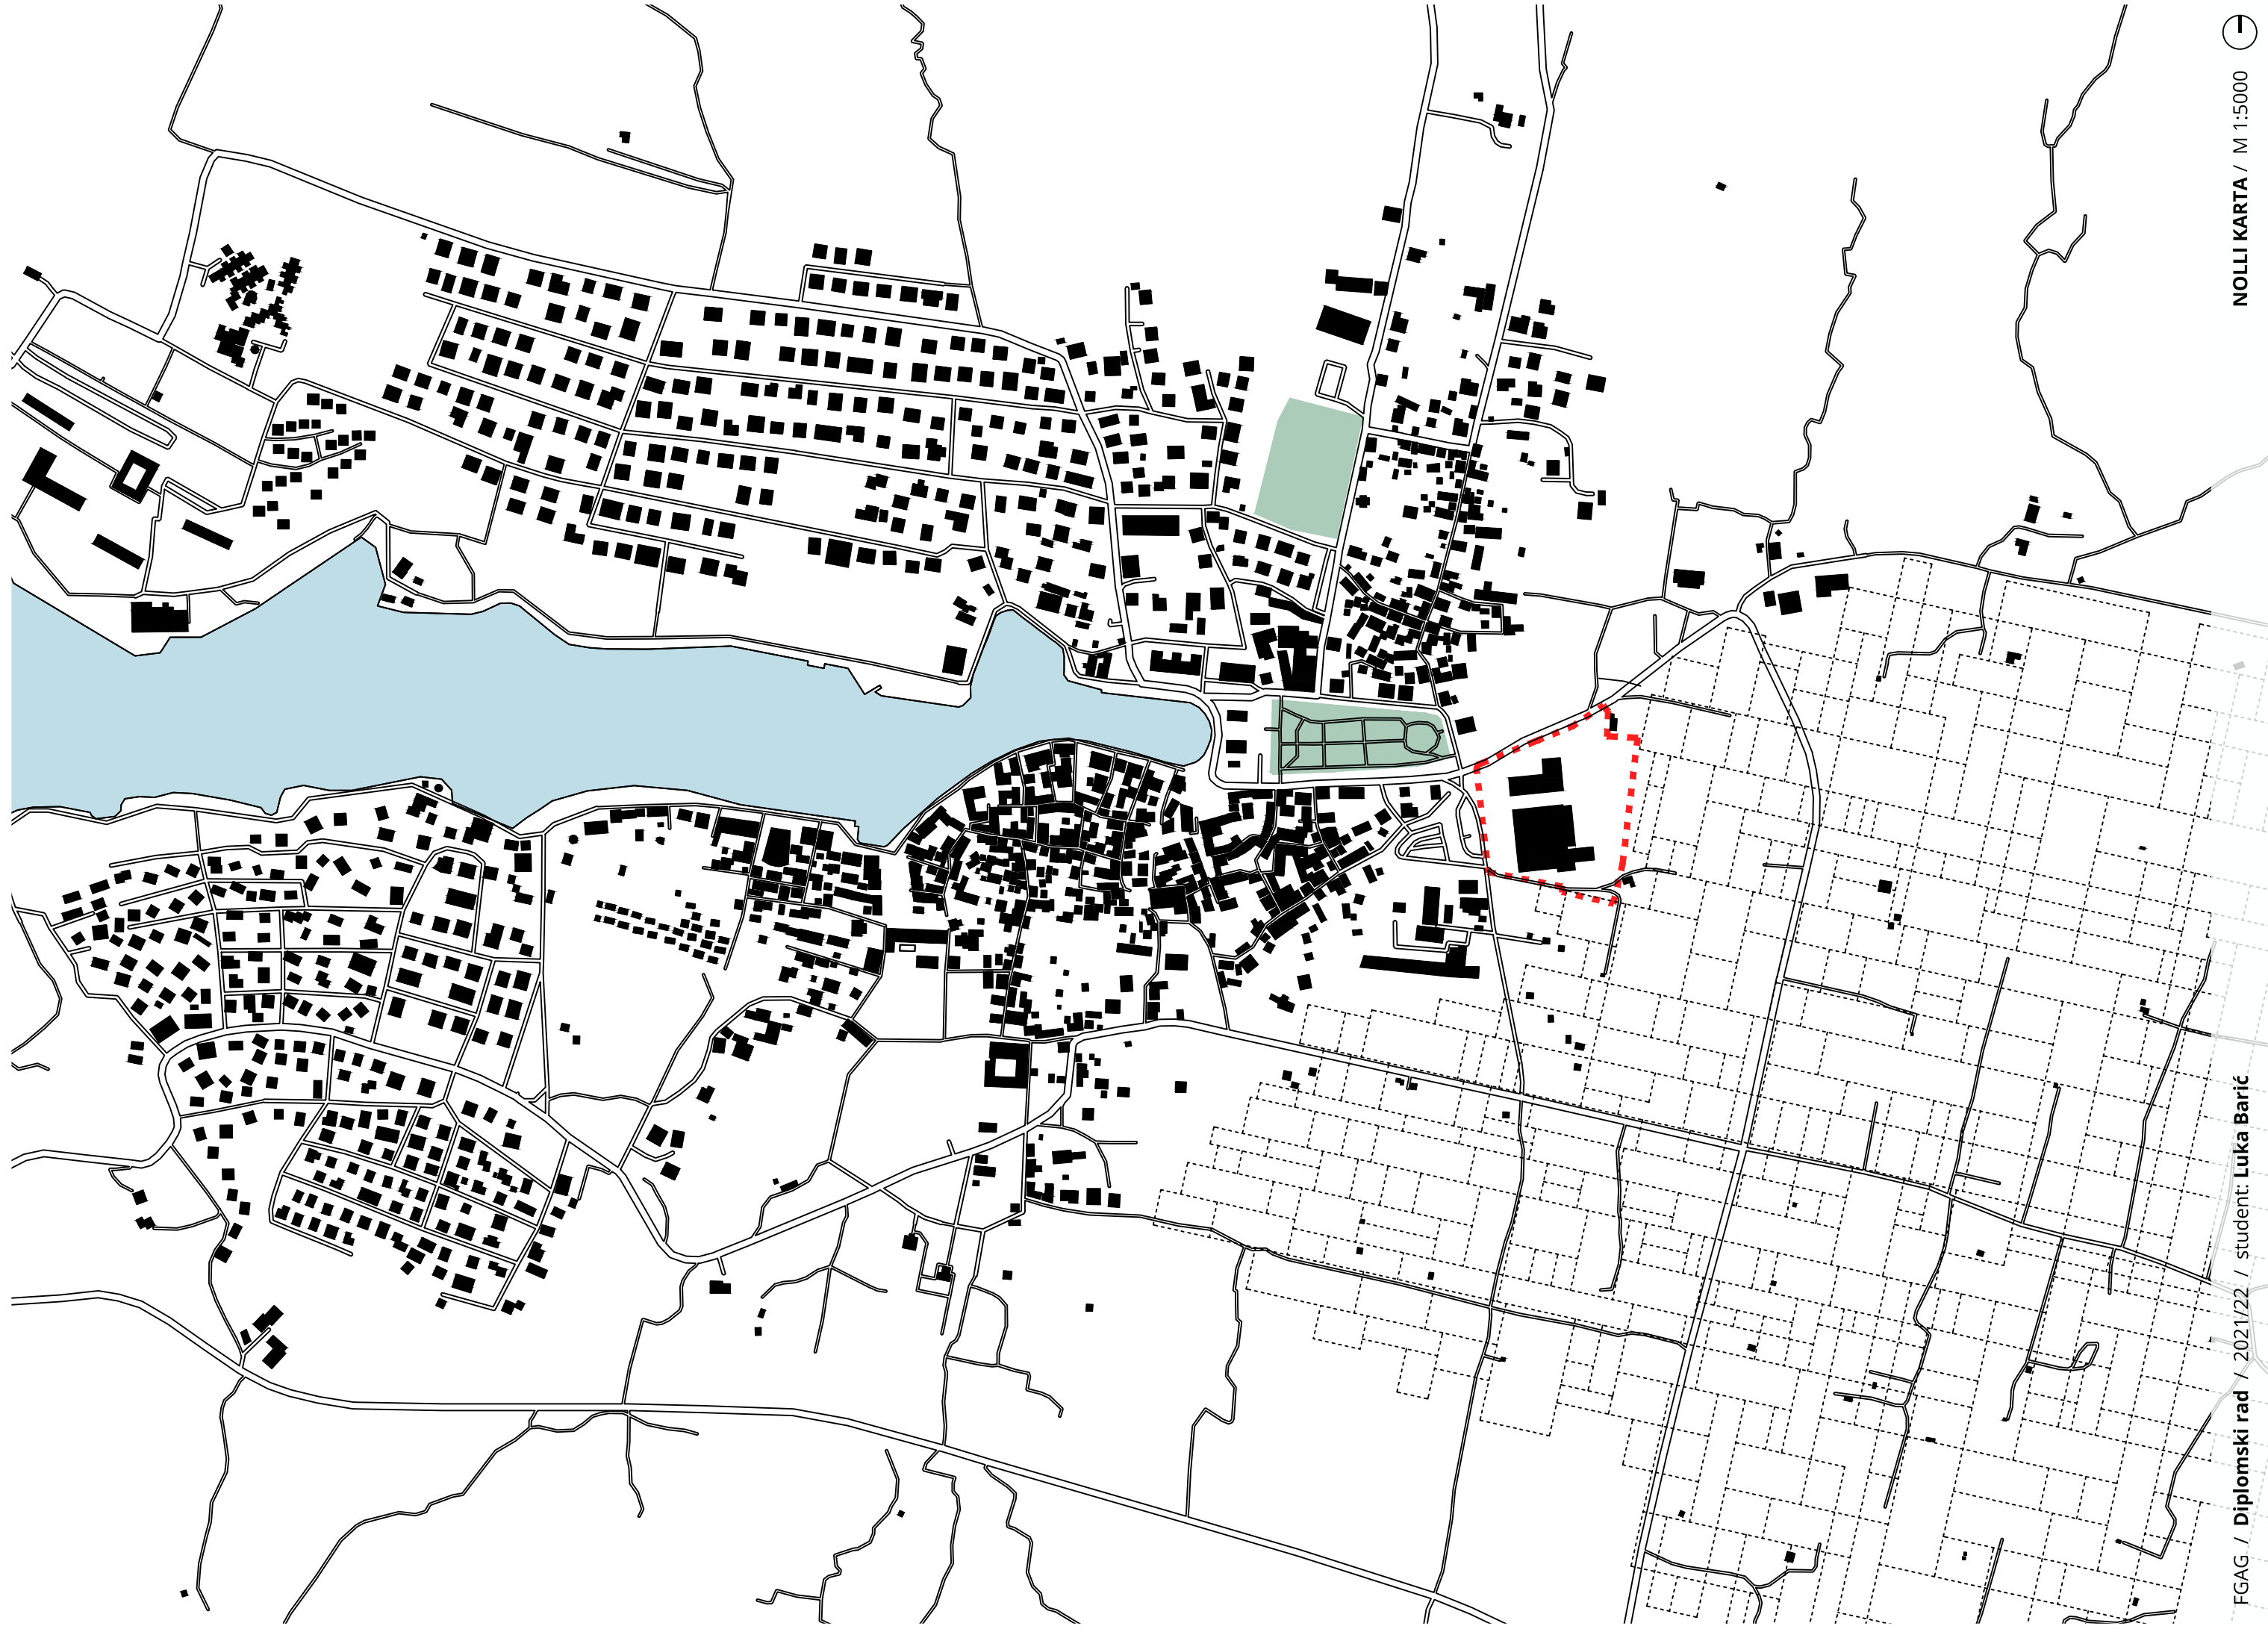 NOLLI KARTA / M 1:5000
FGAG / Diplomski rad / 2021/22 / student: Luka Barić